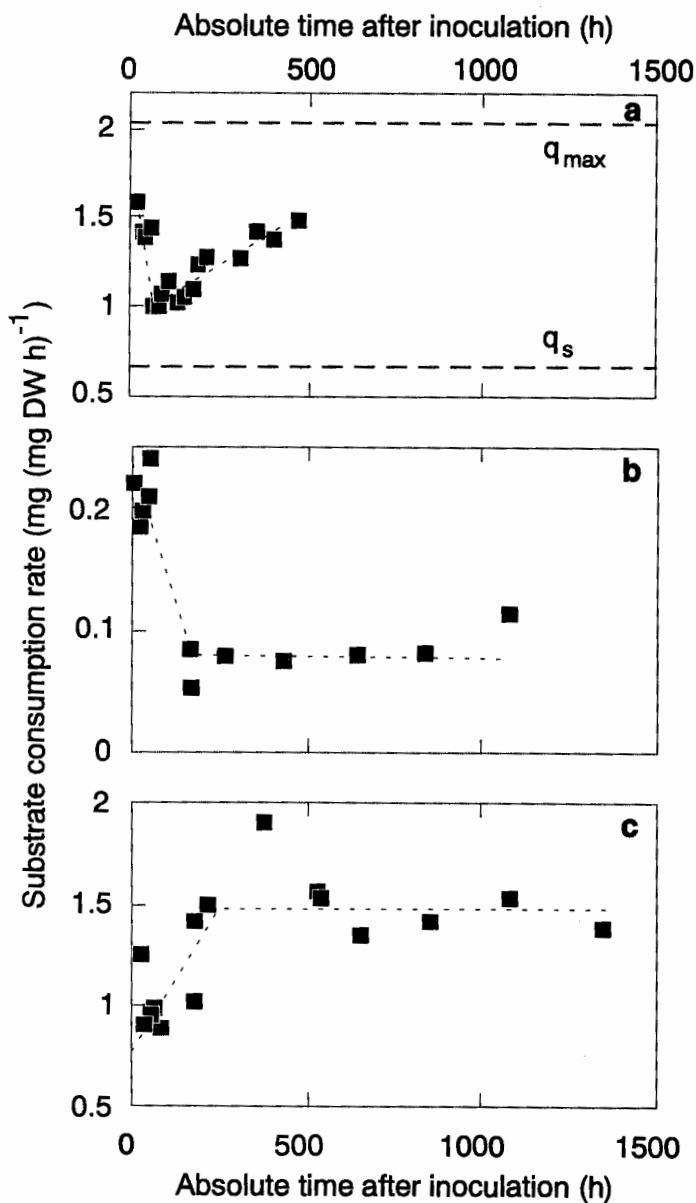 Absolute time after inoculation (h)
0 500 1000 1500
a
2
q_max
1.5
1
q_s
0.5
Substrate consumption rate (mg (mg DW h)⁻¹
b
0.2
0.1
0
2
c
1.5
1
0.5
0 500 1000 1500
Absolute time after inoculation (h)